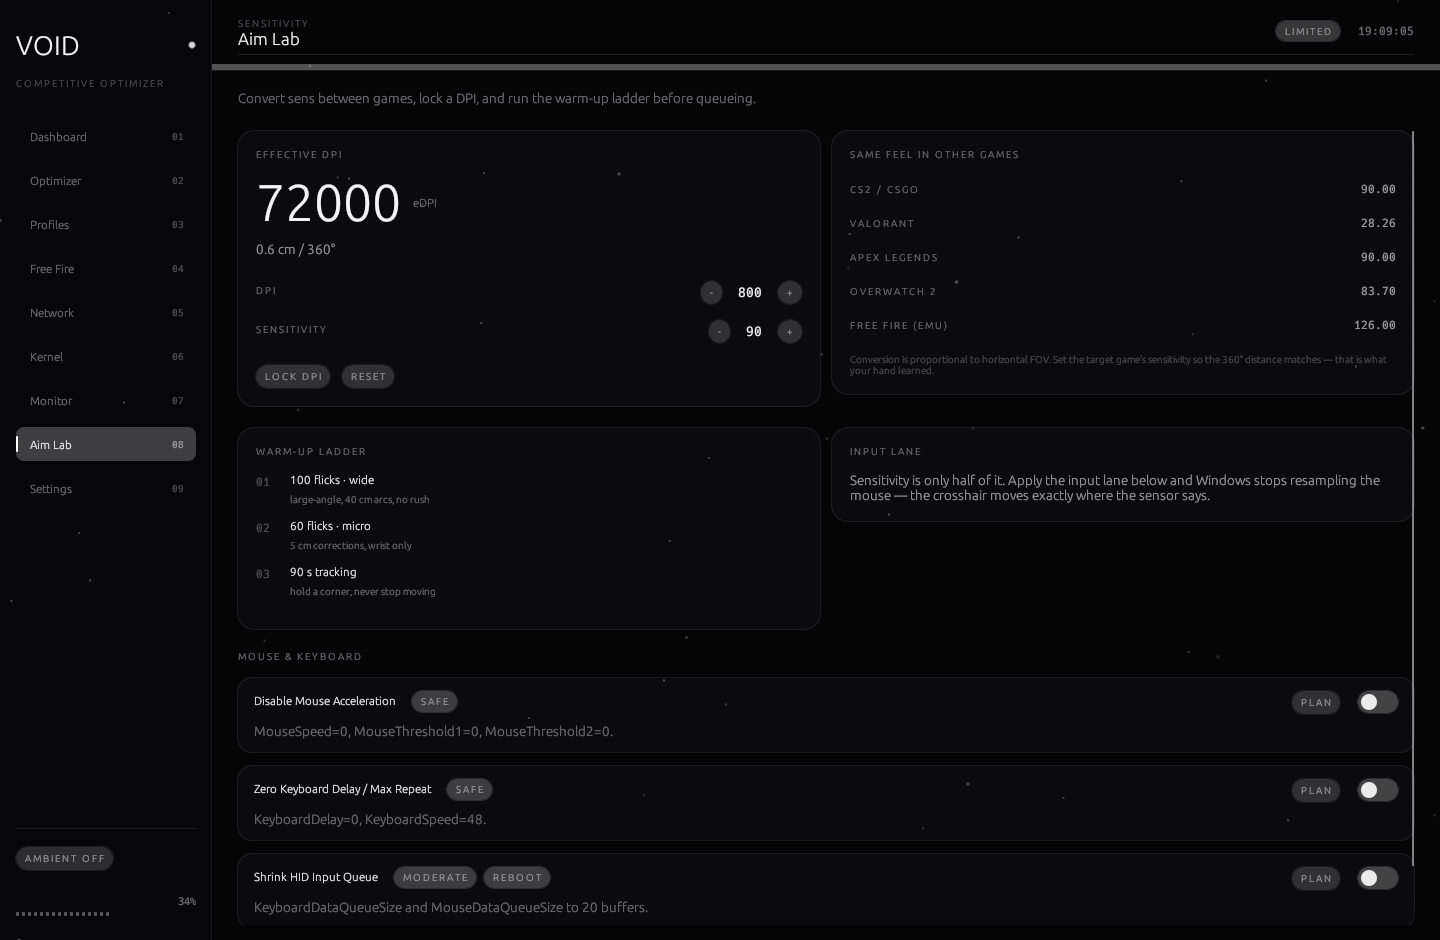 VOID
COMPETITIVE OPTIMIZER
Dashboard 01
Optimizer 02
Profiles 03
Free Fire 04
Network 05
Kernel 06
Monitor 07
Aim Lab 08
Settings 09
AMBIENT OFF
34%
SENSITIVITY
Aim Lab
LIMITED 19:09:05
Convert sens between games, lock a DPI, and run the warm-up ladder before queueing.
EFFECTIVE DPI
72000 eDPI
0.6 cm / 360°
DPI - 800 +
SENSITIVITY - 90 +
LOCK DPI RESET
SAME FEEL IN OTHER GAMES
CS2 / CSGO 90.00
VALORANT 28.26
APEX LEGENDS 90.00
OVERWATCH 2 83.70
FREE FIRE (EMU) 126.00
Conversion is proportional to horizontal FOV. Set the target game's sensitivity so the 360° distance matches — that is what
your hand learned.
WARM-UP LADDER
01 100 flicks · wide
large-angle, 40 cm arcs, no rush
02 60 flicks · micro
5 cm corrections, wrist only
03 90 s tracking
hold a corner, never stop moving
INPUT LANE
Sensitivity is only half of it. Apply the input lane below and Windows stops resampling the
mouse — the crosshair moves exactly where the sensor says.
MOUSE & KEYBOARD
Disable Mouse Acceleration SAFE PLAN
MouseSpeed=0, MouseThreshold1=0, MouseThreshold2=0.
Zero Keyboard Delay / Max Repeat SAFE PLAN
KeyboardDelay=0, KeyboardSpeed=48.
Shrink HID Input Queue MODERATE REBOOT PLAN
KeyboardDataQueueSize and MouseDataQueueSize to 20 buffers.